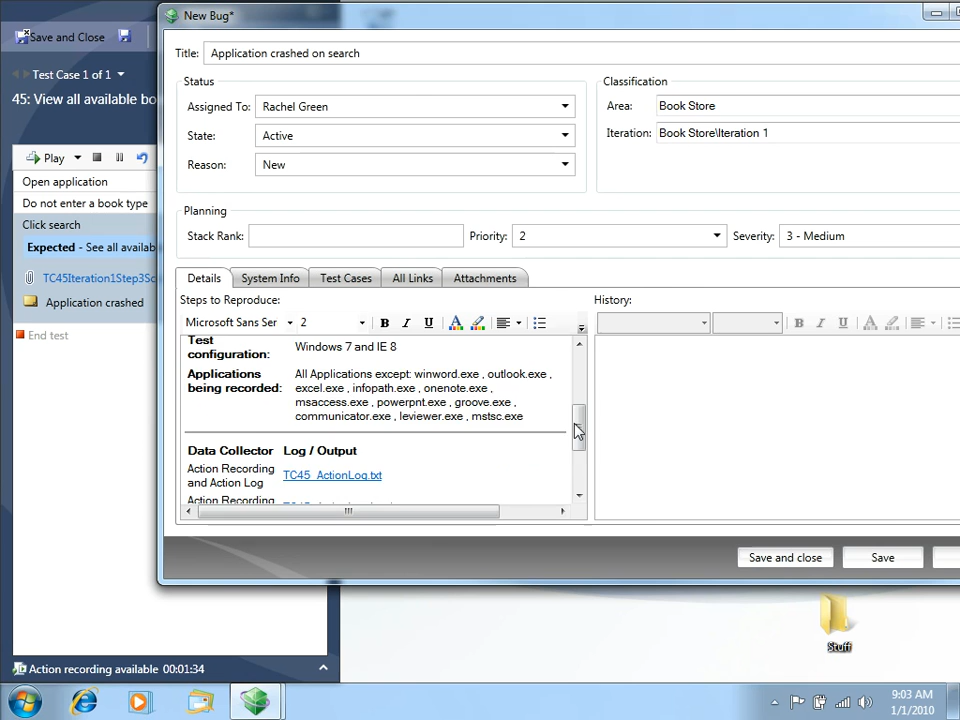 New Bug*
Save and Close
Title: Application crashed on search
Test Case 1 of 1
45: View all available bo
Play
Open application
Do not enter a book type
Click search
Expected - See all availab
TC45Iteration1Step3Sc
Application crashed
End test
Status
Assigned To: Rachel Green
State: Active
Reason: New
Classification
Area: Book Store
Iteration: Book Store\Iteration 1
Planning
Stack Rank:
Priority: 2
Severity: 3 - Medium
Details
System Info
Test Cases
All Links
Attachments
Steps to Reproduce:
History:
Microsoft Sans Ser
2
B I U
B I U
Test configuration: Windows 7 and IE 8
Applications being recorded: All Applications except: winword.exe , outlook.exe ,
excel.exe , infopath.exe , onenote.exe ,
msaccess.exe , powerpnt.exe , groove.exe ,
communicator.exe , leviewer.exe , mstsc.exe
Data Collector Log / Output
Action Recording and Action Log TC45_ActionLog.txt
Action Recording
Save and close
Save
Stuff
Action recording available 00:01:34
9:03 AM
1/1/2010